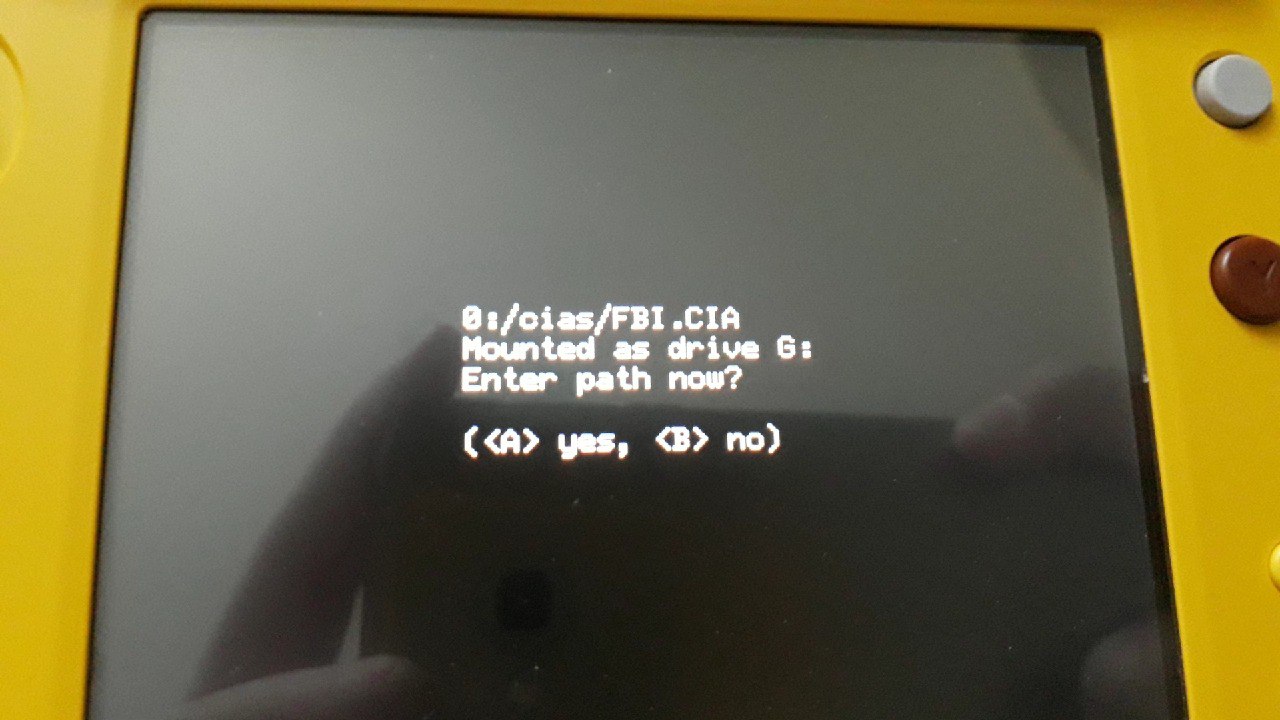 0:/cias/FBI.CIA
Mounted as drive G:
Enter path now?
(<A> yes, <B> no)